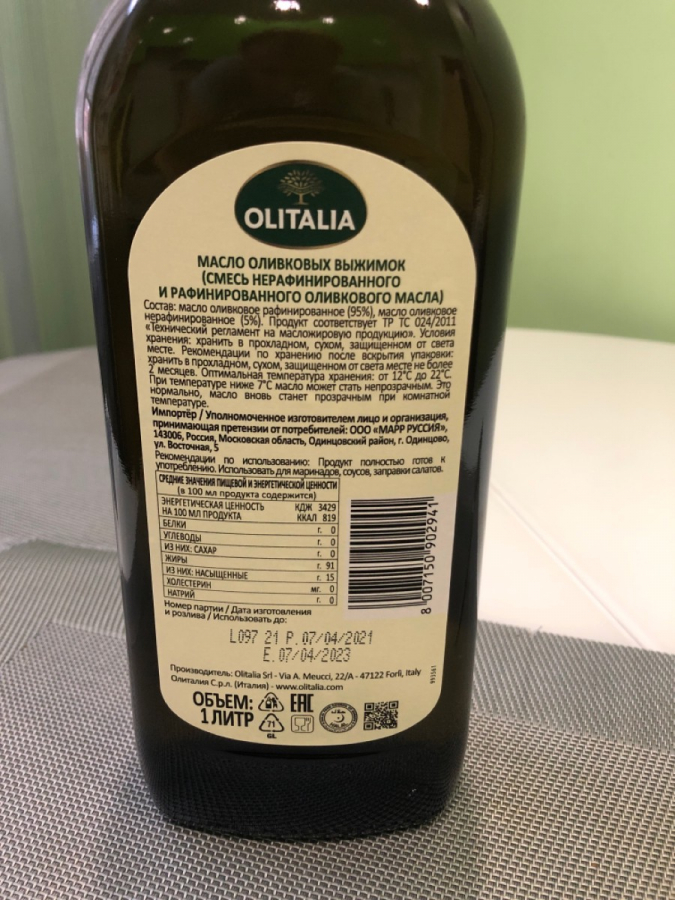 OLITALIA
МАСЛО ОЛИВКОВЫХ ВЫЖИМОК
(СМЕСЬ НЕРАФИНИРОВАННОГО
И РАФИНИРОВАННОГО ОЛИВКОВОГО МАСЛА)
Состав: масло оливковое рафинированное (95%), масло оливковое
нерафинированное (5%). Продукт соответствует ТР ТС 024/2011
«Технический регламент на масложировую продукцию». Условия
хранения: хранить в прохладном, сухом, защищенном от света
месте. Рекомендации по хранению после вскрытия упаковки:
хранить в прохладном, сухом, защищенном от света месте не более
2 месяцев. Оптимальная температура хранения: от 12°C до 22°C.
При температуре ниже 7°C масло может стать непрозрачным. Это
нормально, масло вновь станет прозрачным при комнатной
температуре.
Импортёр / Уполномоченное изготовителем лицо и организация,
принимающая претензии от потребителей: ООО «МАРР РУССИЯ»,
143006, Россия, Московская область, Одинцовский район, г. Одинцово,
ул. Восточная, 5
Рекомендации по использованию: Продукт полностью готов к
употреблению. Использовать для маринадов, соусов, заправки салатов.
СРЕДНИЕ ЗНАЧЕНИЯ ПИЩЕВОЙ И ЭНЕРГЕТИЧЕСКОЙ ЦЕННОСТИ
(в 100 мл продукта содержится)
ЭНЕРГЕТИЧЕСКАЯ ЦЕННОСТЬ КДЖ 3429
НА 100 МЛ ПРОДУКТА ККАЛ 819
БЕЛКИ г. 0
УГЛЕВОДЫ г. 0
ИЗ НИХ: САХАР г. 0
ЖИРЫ г. 91
ИЗ НИХ: НАСЫЩЕННЫЕ г. 15
ХОЛЕСТЕРИН мг. 0
НАТРИЙ г. 0
8 007150 902941
Номер партии / Дата изготовления
и розлива / Использовать до:
L097 21 P.07/04/2021
E.07/04/2023
Производитель: Olitalia Srl - Via A. Meucci, 22/A - 47122 Forlì, Italy
Олиталия С.р.л. (Италия) - www.olitalia.com
ОБЪЕМ:
1 ЛИТР
EAC
71
GL